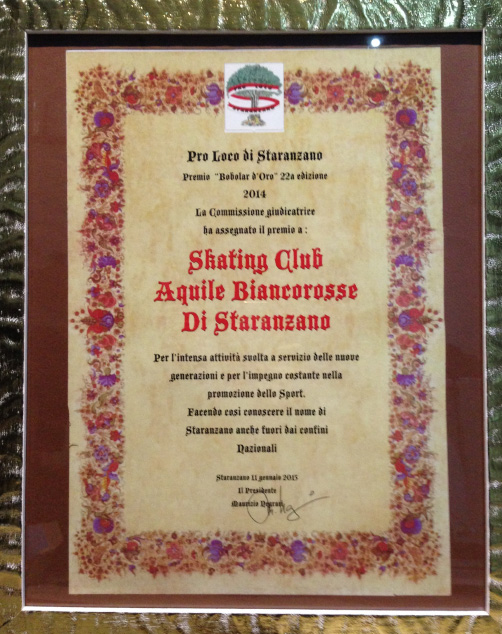 Pro Loco di Staranzano
Premio "Bobolar d'Oro" 22a edizione
2014
La Commissione giudicatrice
ha assegnato il premio a :
Skating Club
Aquile Biancorosse
Di Staranzano
Per l'intensa attività svolta a servizio delle nuove
generazioni e per l'impegno costante nella
promozione dello Sport.
Facendo così conoscere il nome di
Staranzano anche fuori dai confini
Nazionali
Staranzano 11 gennaio 2015
Il Presidente
Maurizio